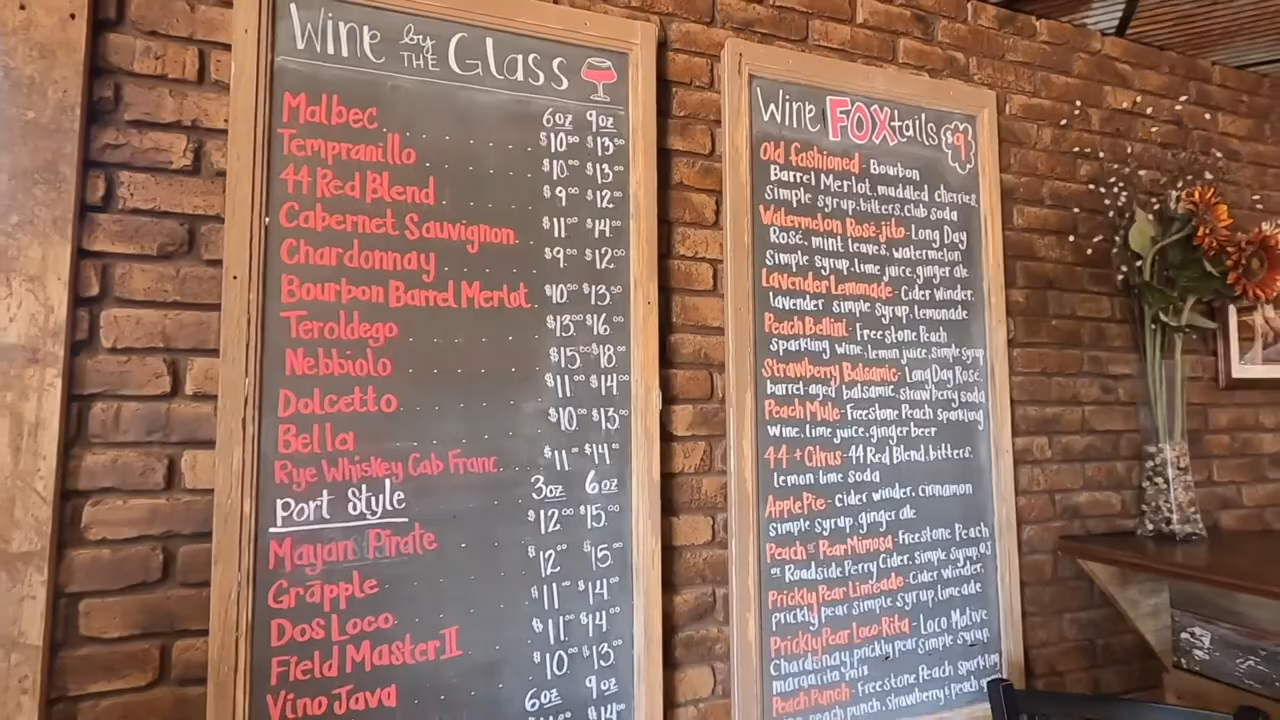 Wine by THE Glass
6oz 9oz
Malbec $10.50 $13.50
Tempranillo $10.00 $13.00
44 Red Blend $9.00 $12.00
Cabernet Sauvignon $11.00 $14.00
Chardonnay $9.00 $12.00
Bourbon Barrel Merlot $10.50 $13.50
Teroldego $13.00 $16.00
Nebbiolo $15.00 $18.00
Dolcetto $11.00 $14.00
Bella $10.00 $13.00
Rye Whiskey Cab Franc $11.00 $14.00
Port Style 3oz 6oz
Mayan Pirate $12.00 $15.00
Grāpple $12.00 $15.00
Dos Loco $11.00 $14.00
Field Master II $11.00 $14.00
Vino Java $10.00 $13.00
6oz 9oz
$14.00
Wine FOXtails $9
Old fashioned - Bourbon
Barrel Merlot, muddled cherries,
simple syrup, bitters, club soda
Watermelon Rosé-jito - Long Day
Rosé, mint leaves, watermelon
simple syrup, lime juice, ginger ale
Lavender Lemonade - Cider Winder,
lavender simple syrup, lemonade
Peach Bellini - Freestone Peach
sparkling wine, lemon juice, simple syrup
Strawberry Balsamic - Long Day Rosé,
barrel-aged balsamic, strawberry soda
Peach Mule - Freestone Peach sparkling
wine, lime juice, ginger beer
44 + Citrus - 44 Red Blend, bitters,
lemon-lime soda
Apple Pie - cider winder, cinnamon
simple syrup, ginger ale
Peach or Pear Mimosa - Freestone Peach
or Roadside Perry Cider, simple syrup, OJ
Prickly Pear Limeade - Cider Winder,
prickly pear simple syrup, limeade
Prickly Pear Loco-Rita - Loco Motive
Chardonnay, prickly pear simple syrup,
margarita mix
Peach Punch - Freestone Peach sparkling
peach punch, strawberry & peach